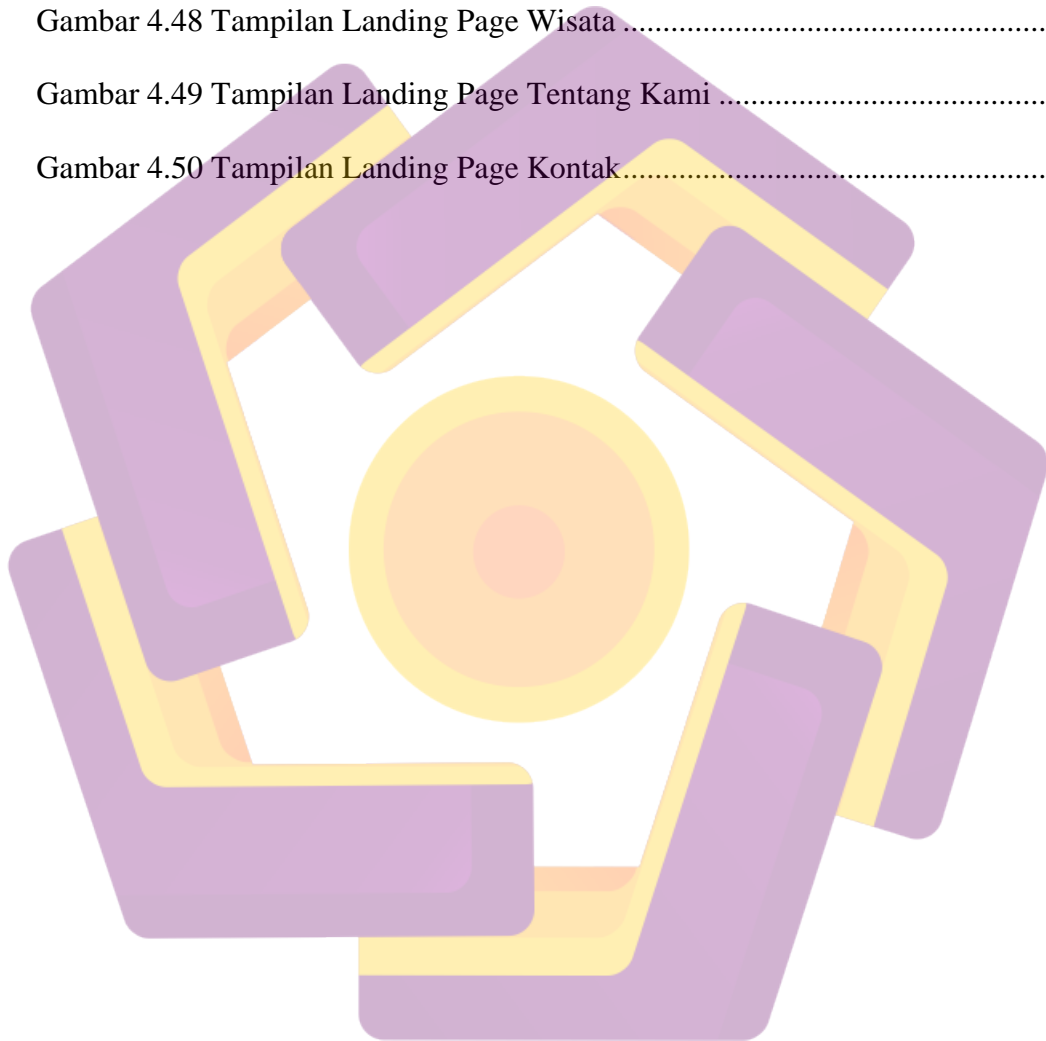 Gambar 4.48 Tampilan Landing Page Wisata .....................................................
Gambar 4.49 Tampilan Landing Page Tentang Kami .........................................
Gambar 4.50 Tampilan Landing Page Kontak.....................................................